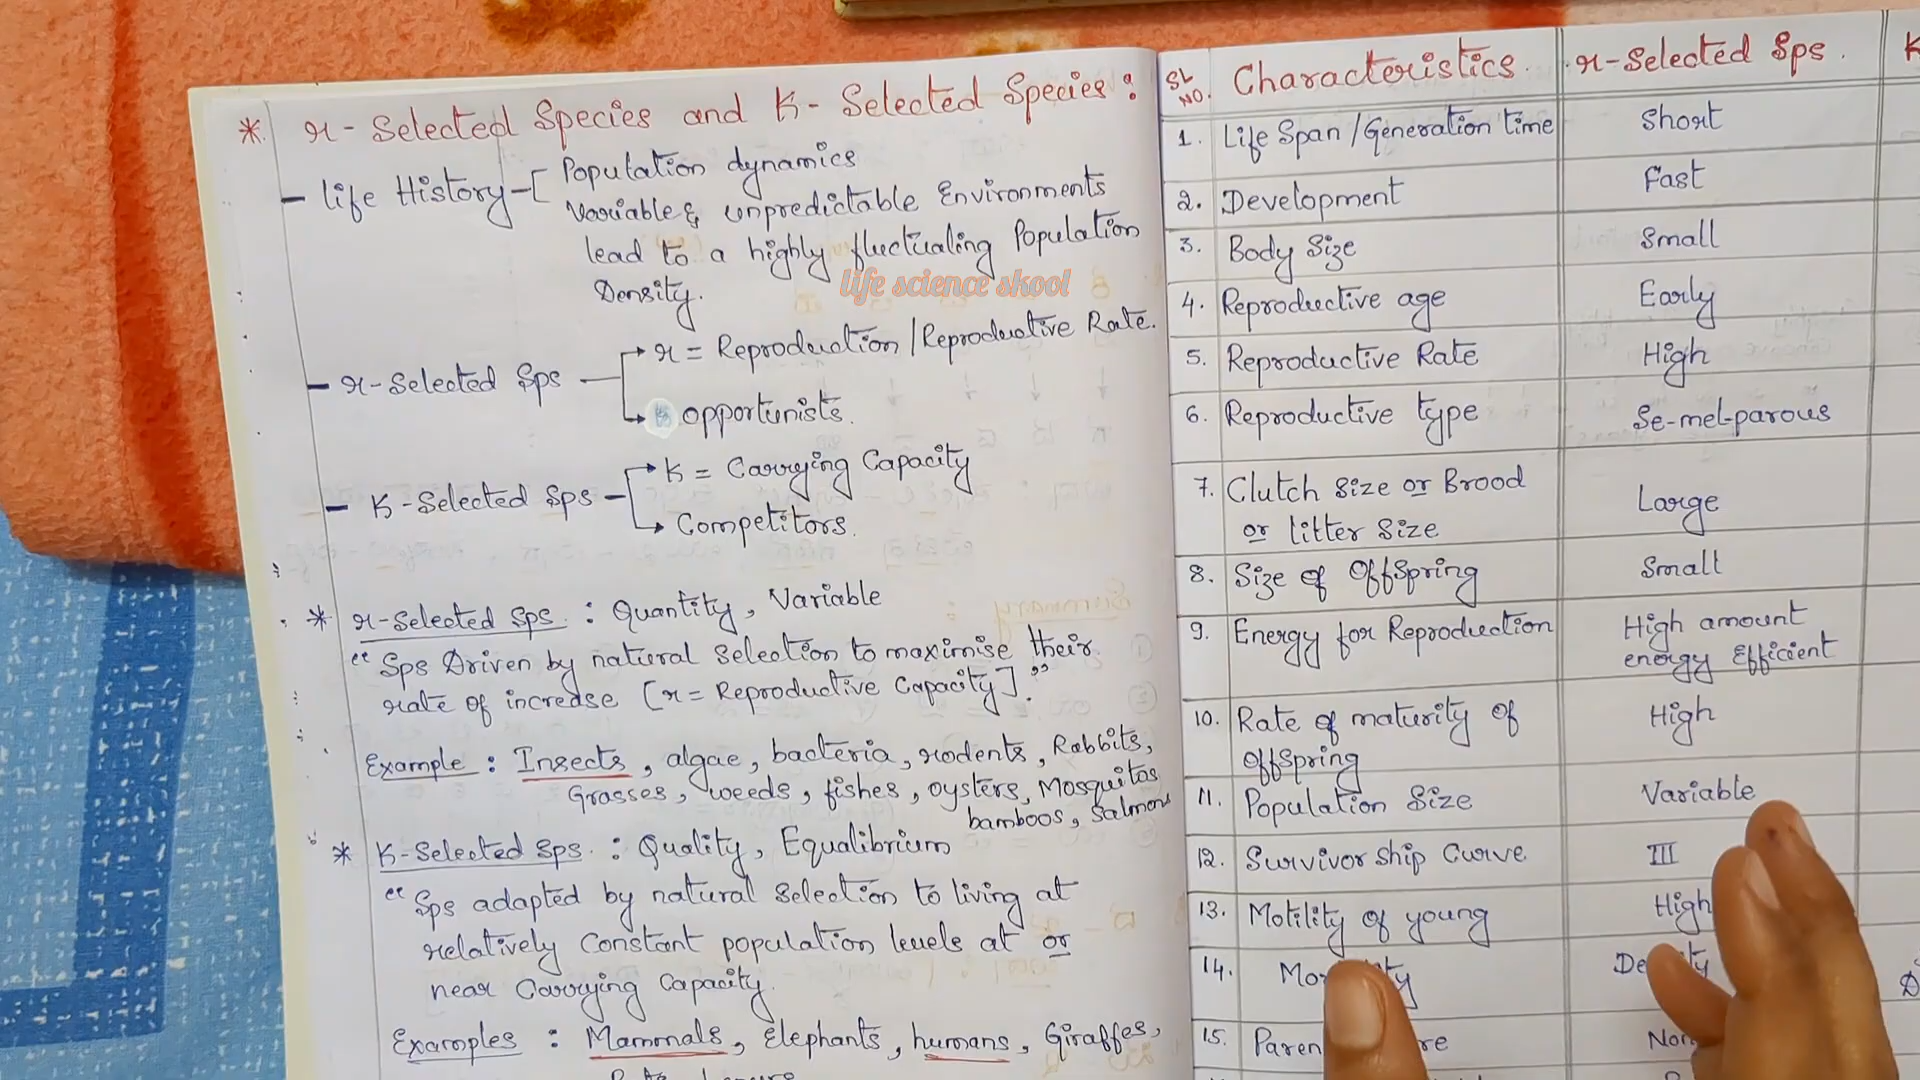 * r-Selected Species and K-Selected Species:
- life History-[ Population dynamics
Variable & unpredictable Environments
lead to a highly fluctuating Population
Density.
life science skool
- r-Selected Sps → r = Reproduction/Reproductive Rate.
→ opportunists.
- K-Selected Sps → K = Carrying Capacity
→ Competitors.
* r-Selected Sps. : Quantity, Variable
"Sps Driven by natural selection to maximise their
rate of increase [r = Reproductive Capacity]."
Example : Insects, algae, bacteria, rodents, Rabbits,
Grasses, weeds, fishes, oysters, Mosquitos
bamboos, Salmons
* K-Selected Sps. : Quality, Equalibrium
"Sps adapted by natural selection to living at
relatively Constant population levels at or
near Carrying Capacity.
Examples : Mammals, Elephants, humans, Giraffes,
SL NO. Characteristics. r-Selected Sps. K
1. Life Span/Generation time Short
2. Development Fast
3. Body Size Small
4. Reproductive age Early
5. Reproductive Rate High
6. Reproductive type Se-mel-parous
7. Clutch Size or Brood
or litter Size Large
8. Size of Offspring Small
9. Energy for Reproduction High amount
energy Efficient
10. Rate of maturity of High
Offspring
11. Population Size Variable
12. Survivor ship Curve III
13. Motility of young High
14.
15.